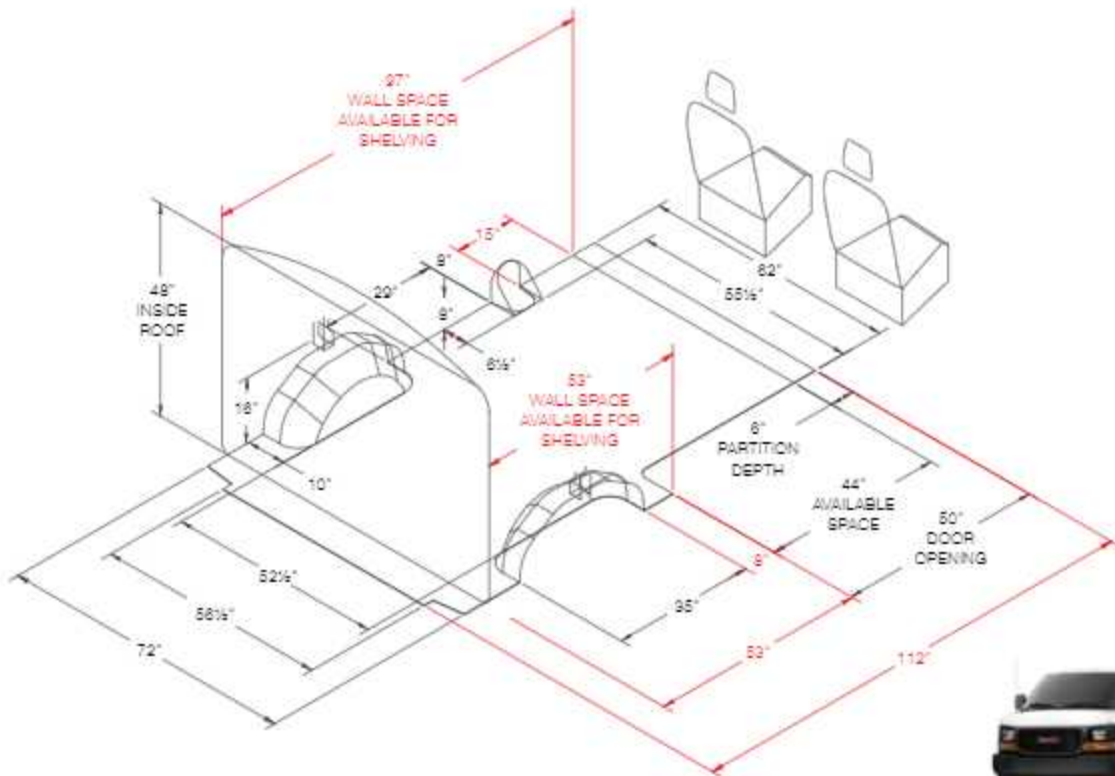 97"
WALL SPACE
AVAILABLE FOR
SHELVING
15"
9"
62"
55½"
29"
48"
INSIDE
ROOF
8"
6½"
53"
WALL SPACE
AVAILABLE FOR
SHELVING
16"
6"
PARTITION
DEPTH
10"
44"
AVAILABLE
SPACE
50"
DOOR
OPENING
52½"
9"
35"
56½"
72"
53"
112"